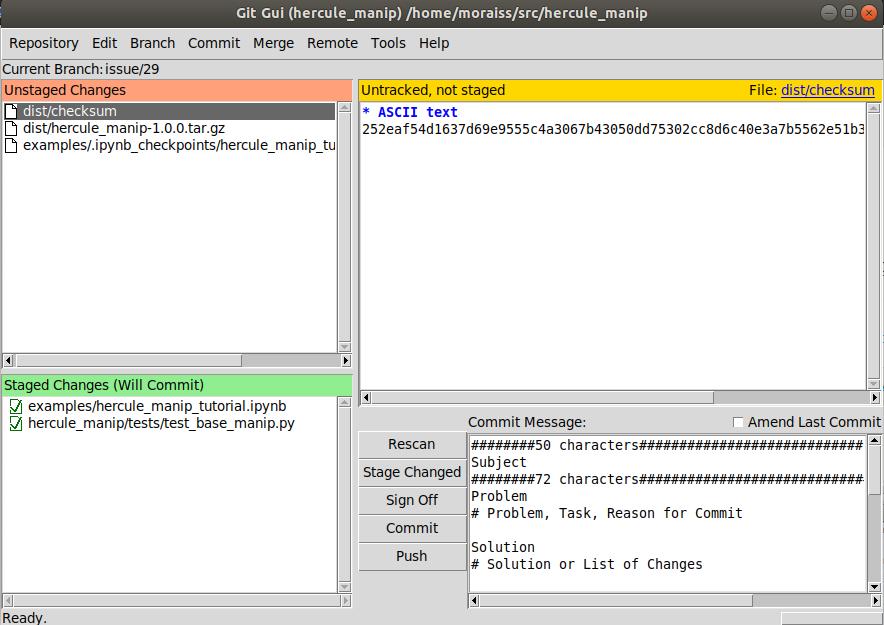 Git Gui (hercule_manip) /home/moraiss/src/hercule_manip
Repository Edit Branch Commit Merge Remote Tools Help
Current Branch: issue/29
Unstaged Changes
dist/checksum
dist/hercule_manip-1.0.0.tar.gz
examples/.ipynb_checkpoints/hercule_manip_tu
Untracked, not staged File: dist/checksum
* ASCII text
252eaf54d1637d69e9555c4a3067b43050dd75302cc8d6c40e3a7b5562e51b3
Staged Changes (Will Commit)
examples/hercule_manip_tutorial.ipynb
hercule_manip/tests/test_base_manip.py
Commit Message: Amend Last Commit
Rescan
Stage Changed
Sign Off
Commit
Push
########50 characters############################
Subject
########72 characters############################
Problem
# Problem, Task, Reason for Commit
Solution
# Solution or List of Changes
Ready.